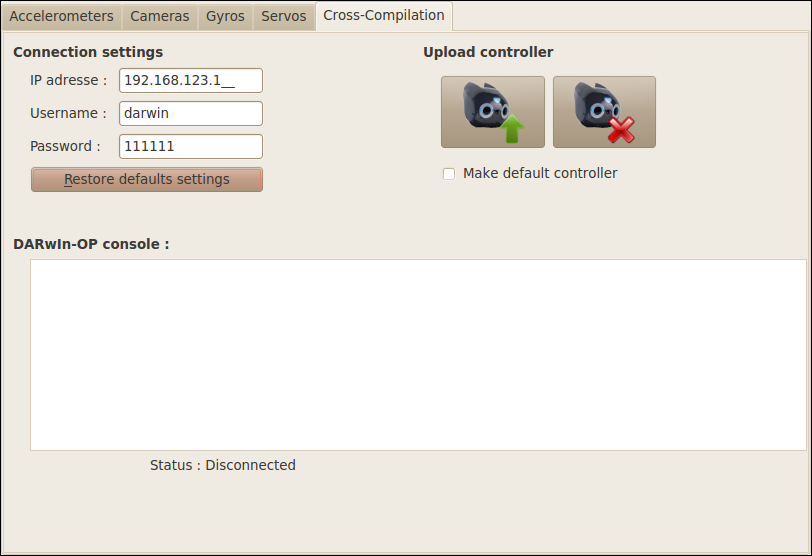 Accelerometers Cameras Gyros Servos Cross-Compilation
Connection settings
IP adresse : 192.168.123.1__
Username : darwin
Password : 111111
Restore defaults settings
Upload controller
Make default controller
DARwIn-OP console :
Status : Disconnected